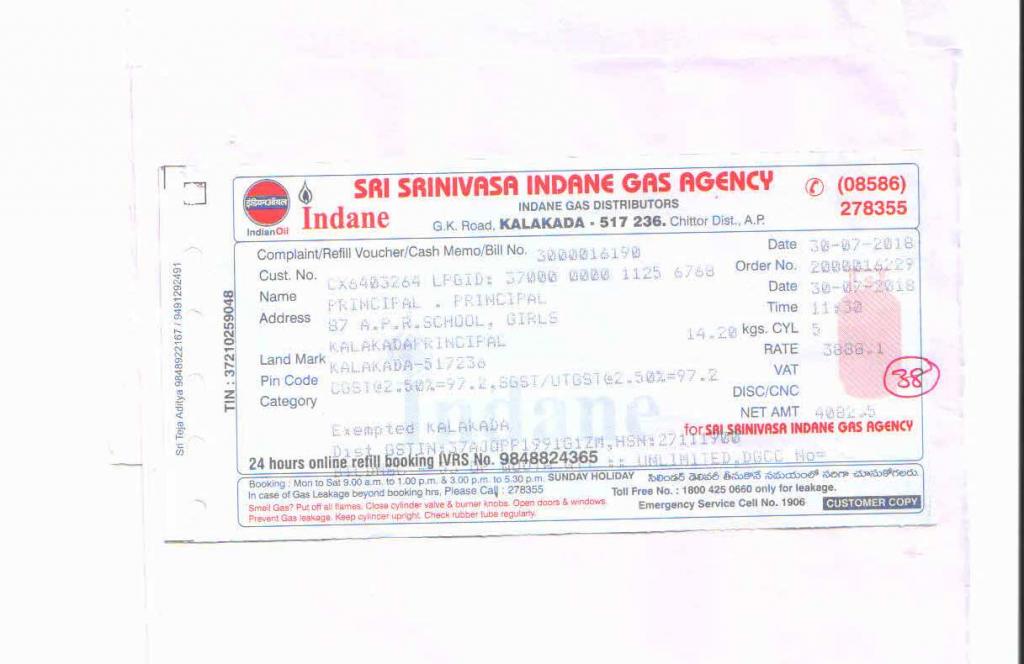 SRI SRINIVASA INDANE GAS AGENCY
(08586)
278355
इंडियनऑयल
IndianOil
Indane
INDANE GAS DISTRIBUTORS
G.K. Road, KALAKADA - 517 236. Chittor Dist., A.P.
Complaint/Refill Voucher/Cash Memo/Bill No. 3000016190
Date 30-07-2018
Cust. No. CX6403264 LPGID: 37000 0000 1125 6768
Order No. 2000016229
Name PRINCIPAL . PRINCIPAL
Date 30-07-2018
Address 87 A.P.R.SCHOOL, GIRLS
Time 11:30
KALAKADAPRINCIPAL
14.20 kgs. CYL 5
Land Mark KALAKADA-517236
RATE 3888.1
Pin Code CGST@2.50%=97.2,SGST/UTGST@2.50%=97.2
VAT
38
Category
DISC/CNC
Exempted KALAKADA
NET AMT 4082.5
for SRI SRINIVASA INDANE GAS AGENCY
Dist GSTIN:37AJQPP1991G1ZM,HSN:27111900
24 hours online refill booking IVRS No. 9848824365
UNLIMITED.DGCC No=
Booking : Mon to Sat 9.00 a.m. to 1.00 p.m. & 3.00 p.m. to 5.30 p.m. SUNDAY HOLIDAY
సిలిండర్ డెలివరీ తీసుకొనే సమయంలో సరిగా చూసుకోగలరు.
In case of Gas Leakage beyond booking hrs, Please Call : 278355
Toll Free No. : 1800 425 0660 only for leakage.
Smell Gas? Put off all flames. Close cylinder valve & burner knobs. Open doors & windows
Emergency Service Cell No. 1906
CUSTOMER COPY
Prevent Gas leakage. Keep cylinder upright. Check rubber tube regularly.
TIN : 37210259048
Sri Teja Aditya 9848922167 / 9491292491
Indane